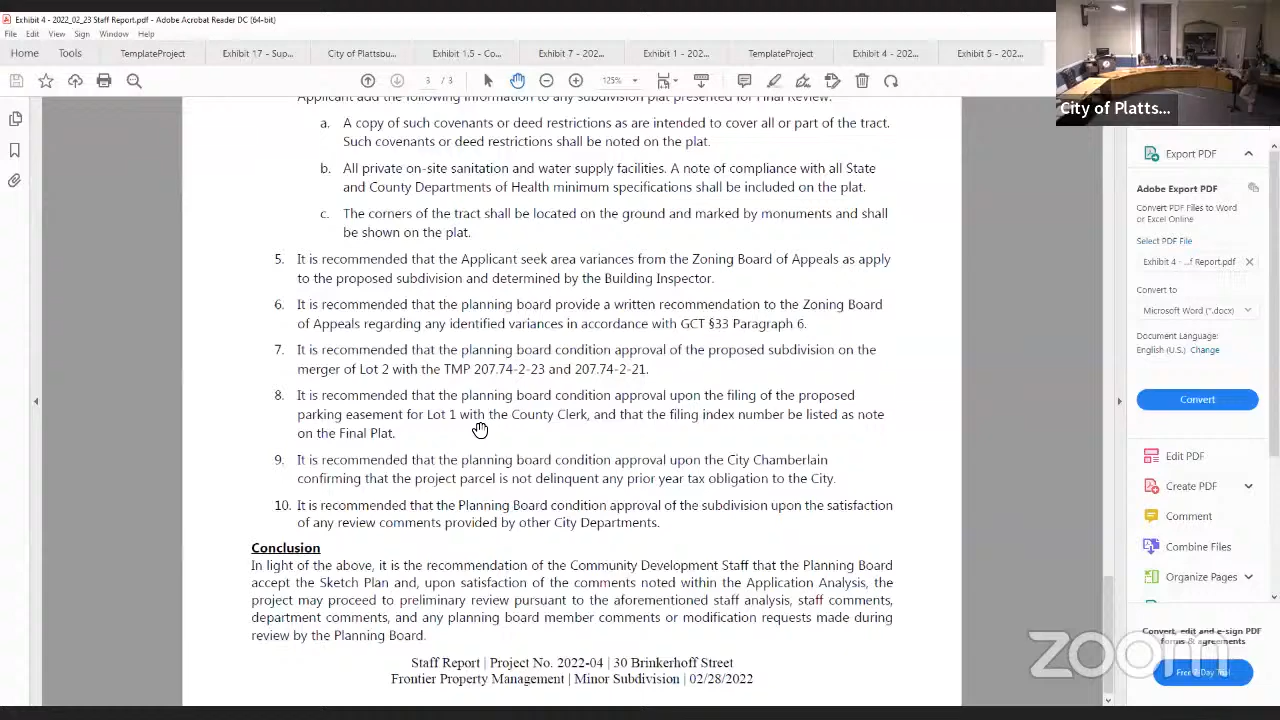 Exhibit 4 - 2022_02_23 Staff Report.pdf - Adobe Acrobat Reader DC (64-bit)
File Edit View Sign Window Help
Home Tools TemplateProject Exhibit 17 - Sup... City of Plattsbu... Exhibit 1.5 - Co... Exhibit 7 - 202... Exhibit 1 - 202... TemplateProject Exhibit 4 - 202... Exhibit 5 - 202...
125%
City of Platts...
a. A copy of such covenants or deed restrictions as are intended to cover all or part of the tract.
Such covenants or deed restrictions shall be noted on the plat.
b. All private on-site sanitation and water supply facilities. A note of compliance with all State
and County Departments of Health minimum specifications shall be included on the plat.
c. The corners of the tract shall be located on the ground and marked by monuments and shall
be shown on the plat.
5. It is recommended that the Applicant seek area variances from the Zoning Board of Appeals as apply
to the proposed subdivision and determined by the Building Inspector.
6. It is recommended that the planning board provide a written recommendation to the Zoning Board
of Appeals regarding any identified variances in accordance with GCT §33 Paragraph 6.
7. It is recommended that the planning board condition approval of the proposed subdivision on the
merger of Lot 2 with the TMP 207.74-2-23 and 207.74-2-21.
8. It is recommended that the planning board condition approval upon the filing of the proposed
parking easement for Lot 1 with the County Clerk, and that the filing index number be listed as note
on the Final Plat.
9. It is recommended that the planning board condition approval upon the City Chamberlain
confirming that the project parcel is not delinquent any prior year tax obligation to the City.
10. It is recommended that the Planning Board condition approval of the subdivision upon the satisfaction
of any review comments provided by other City Departments.
Conclusion
In light of the above, it is the recommendation of the Community Development Staff that the Planning Board
accept the Sketch Plan and, upon satisfaction of the comments noted within the Application Analysis, the
project may proceed to preliminary review pursuant to the aforementioned staff analysis, staff comments,
department comments, and any planning board member comments or modification requests made during
review by the Planning Board.
Staff Report | Project No. 2022-04 | 30 Brinkerhoff Street
Frontier Property Management | Minor Subdivision | 02/28/2022
Export PDF
Adobe Export PDF
Convert PDF Files to Word
or Excel Online
Select PDF File
Exhibit 4 - ...f Report.pdf
Convert to
Microsoft Word (*.docx)
Document Language:
English (U.S.) Change
Convert
Edit PDF
Create PDF
Comment
Combine Files
Organize Pages
Convert, edit and e-sign PDF
forms & agreements
Free 7-Day Trial
zoom